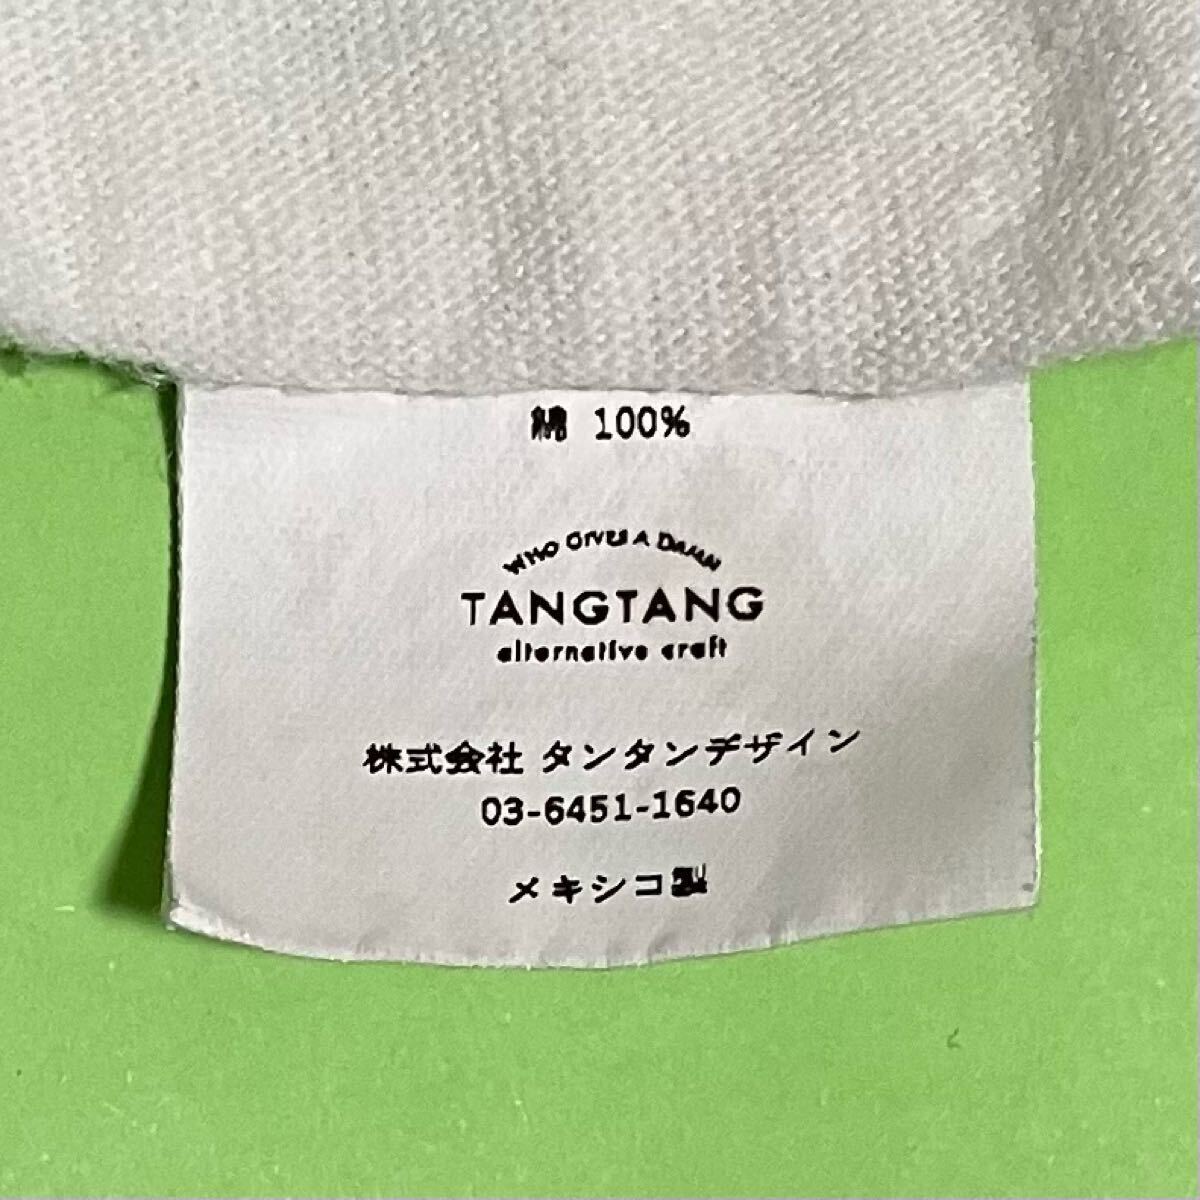 綿 100%
WHO GIVES A DAMN
TANGTANG
alternative craft
株式会社 タンタンデザイン
03-6451-1640
メキシコ製